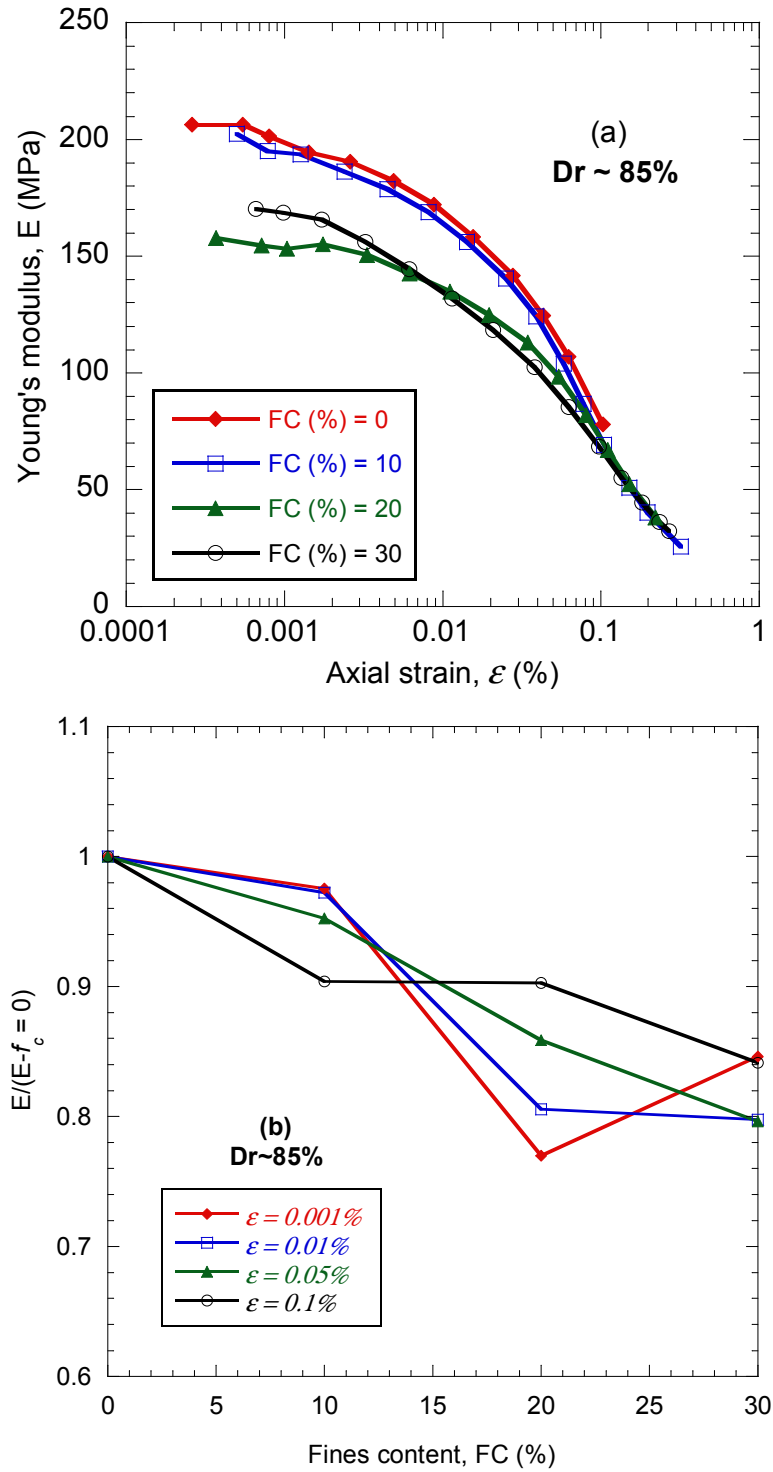 250
200
150
100
50
0
Young's modulus, E (MPa)
(a)
Dr ~ 85%
FC (%) = 0
FC (%) = 10
FC (%) = 20
FC (%) = 30
0.0001 0.001 0.01 0.1 1
Axial strain, ε (%)
1.1
1
0.9
0.8
0.7
0.6
E/(E-f_c = 0)
(b)
Dr~85%
ε = 0.001%
ε = 0.01%
ε = 0.05%
ε = 0.1%
0 5 10 15 20 25 30
Fines content, FC (%)